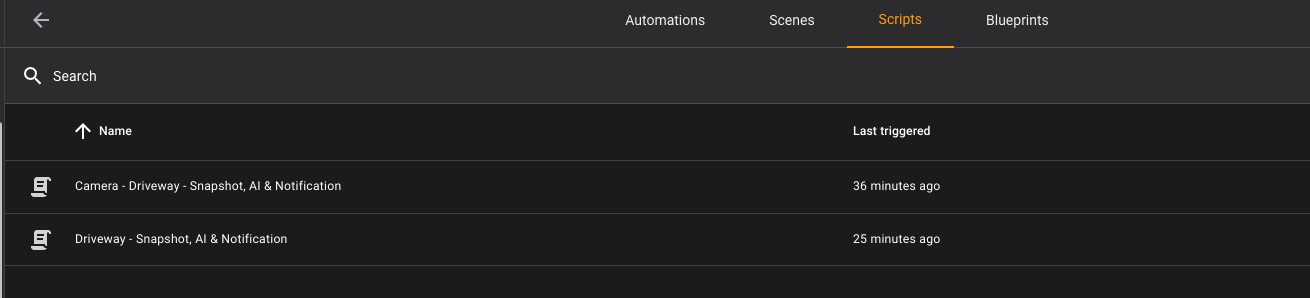 Automations Scenes Scripts Blueprints
Search
Name Last triggered
Camera - Driveway - Snapshot, AI & Notification 36 minutes ago
Driveway - Snapshot, AI & Notification 25 minutes ago